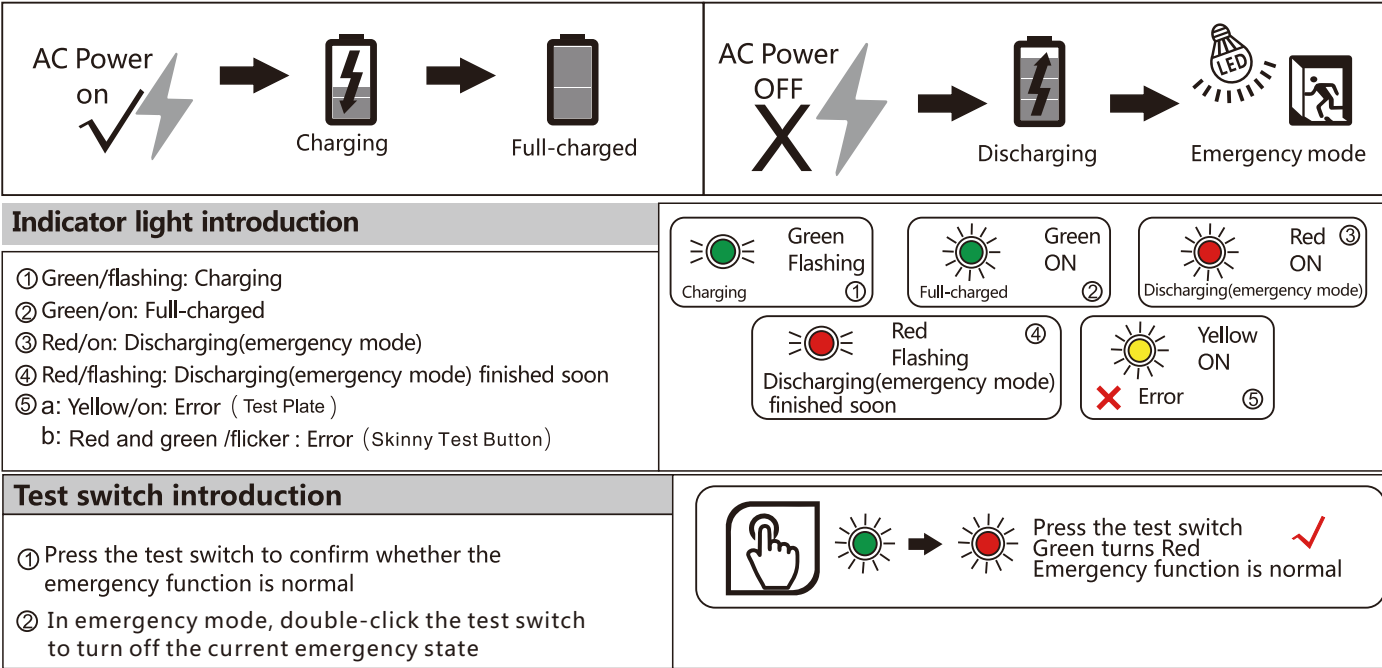 AC Power
on
Charging
Full-charged
AC Power
OFF
Discharging
LED
Emergency mode
Indicator light introduction
①Green/flashing: Charging
②Green/on: Full-charged
③Red/on: Discharging(emergency mode)
④Red/flashing: Discharging(emergency mode) finished soon
⑤a: Yellow/on: Error (Test Plate)
b: Red and green /flicker : Error (Skinny Test Button)
Green
Flashing
Charging ①
Green
ON
Full-charged ②
Red ③
ON
Discharging(emergency mode)
Red ④
Flashing
Discharging(emergency mode)
finished soon
Yellow
ON
Error ⑤
Test switch introduction
①Press the test switch to confirm whether the
emergency function is normal
② In emergency mode, double-click the test switch
to turn off the current emergency state
Press the test switch
Green turns Red
Emergency function is normal